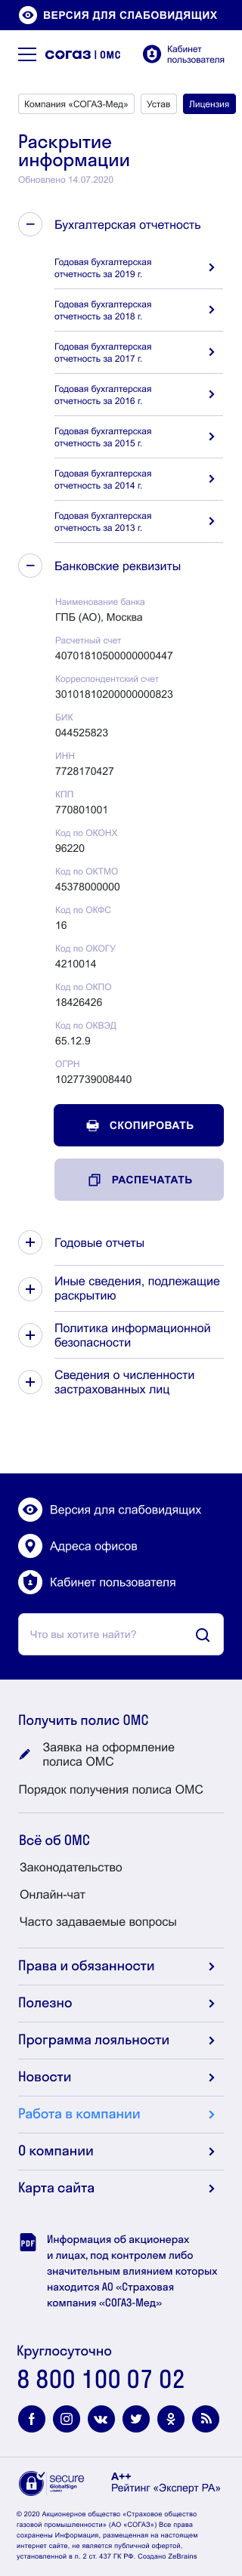 ВЕРСИЯ ДЛЯ СЛАБОВИДЯЩИХ
согаз | ОМС
Кабинет
пользователя
Компания «СОГАЗ-Мед» Устав Лицензия
Раскрытие
информации
Обновлено 14.07.2020
Бухгалтерская отчетность
Годовая бухгалтерская
отчетность за 2019 г.
Годовая бухгалтерская
отчетность за 2018 г.
Годовая бухгалтерская
отчетность за 2017 г.
Годовая бухгалтерская
отчетность за 2016 г.
Годовая бухгалтерская
отчетность за 2015 г.
Годовая бухгалтерская
отчетность за 2014 г.
Годовая бухгалтерская
отчетность за 2013 г.
Банковские реквизиты
Наименование банка
ГПБ (АО), Москва
Расчетный счет
40701810500000000447
Корреспондентский счет
30101810200000000823
БИК
044525823
ИНН
7728170427
КПП
770801001
Код по ОКОНХ
96220
Код по ОКТМО
45378000000
Код по ОКФС
16
Код по ОКОГУ
4210014
Код по ОКПО
18426426
Код по ОКВЭД
65.12.9
ОГРН
1027739008440
СКОПИРОВАТЬ
РАСПЕЧАТАТЬ
Годовые отчеты
Иные сведения, подлежащие
раскрытию
Политика информационной
безопасности
Сведения о численности
застрахованных лиц
Версия для слабовидящих
Адреса офисов
Кабинет пользователя
Что вы хотите найти?
Получить полис ОМС
Заявка на оформление
полиса ОМС
Порядок получения полиса ОМС
Всё об ОМС
Законодательство
Онлайн-чат
Часто задаваемые вопросы
Права и обязанности
Полезно
Программа лояльности
Новости
Работа в компании
О компании
Карта сайта
PDF
Информация об акционерах
и лицах, под контролем либо
значительным влиянием которых
находится АО «Страховая
компания «СОГАЗ-Мед»
Круглосуточно
8 800 100 07 02
secure
GlobalSign
A++
Рейтинг «Эксперт РА»
© 2020 Акционерное общество «Страховое общество
газовой промышленности» (АО «СОГАЗ») Все права
сохранены Информация, размещенная на настоящем
интернет сайте, не является публичной офертой,
установленной в п. 2 ст. 437 ГК РФ. Создано ZeBrains